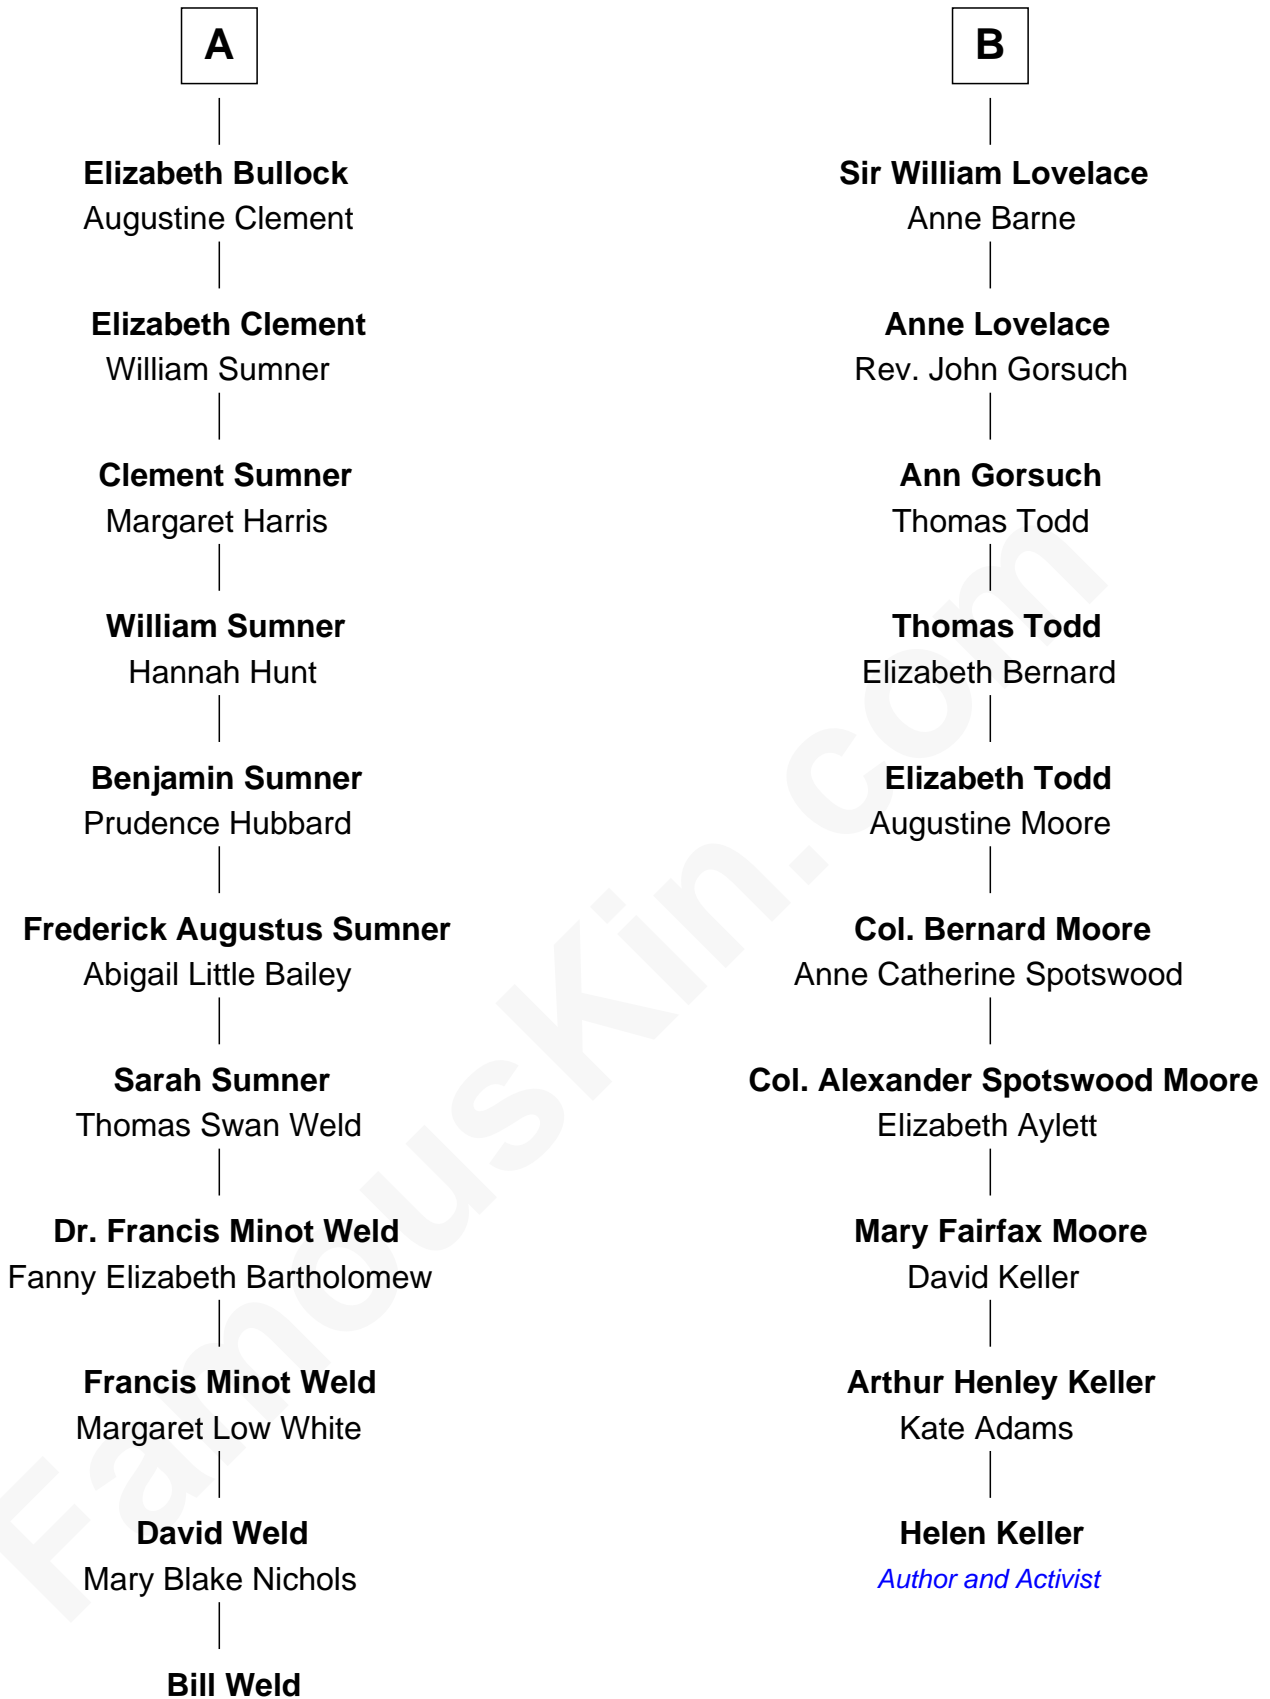 A
Elizabeth Bullock
Augustine Clement
Elizabeth Clement
William Sumner
Clement Sumner
Margaret Harris
William Sumner
Hannah Hunt
Benjamin Sumner
Prudence Hubbard
Frederick Augustus Sumner
Abigail Little Bailey
Sarah Sumner
Thomas Swan Weld
Dr. Francis Minot Weld
Fanny Elizabeth Bartholomew
Francis Minot Weld
Margaret Low White
David Weld
Mary Blake Nichols
Bill Weld
B
Sir William Lovelace
Anne Barne
Anne Lovelace
Rev. John Gorsuch
Ann Gorsuch
Thomas Todd
Thomas Todd
Elizabeth Bernard
Elizabeth Todd
Augustine Moore
Col. Bernard Moore
Anne Catherine Spotswood
Col. Alexander Spotswood Moore
Elizabeth Aylett
Mary Fairfax Moore
David Keller
Arthur Henley Keller
Kate Adams
Helen Keller
Author and Activist
FamousKin.com